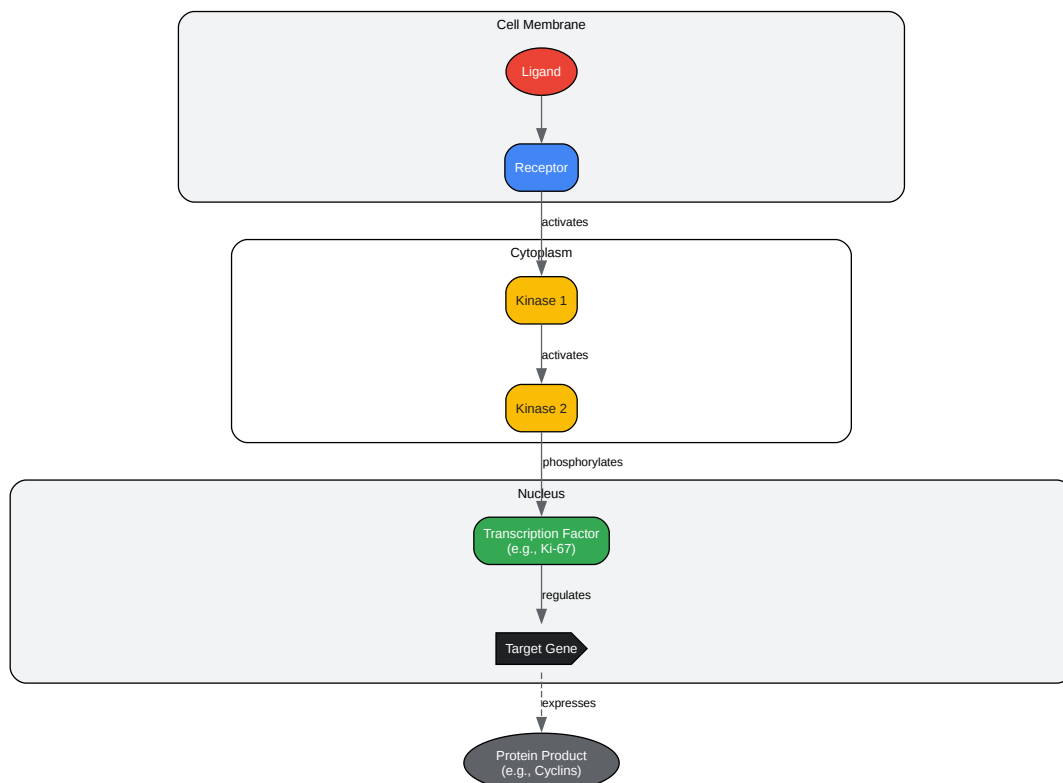 Cell Membrane
Ligand
Receptor
activates
Cytoplasm
Kinase 1
activates
Kinase 2
phosphorylates
Nucleus
Transcription Factor
(e.g., Ki-67)
regulates
Target Gene
expresses
Protein Product
(e.g., Cyclins)